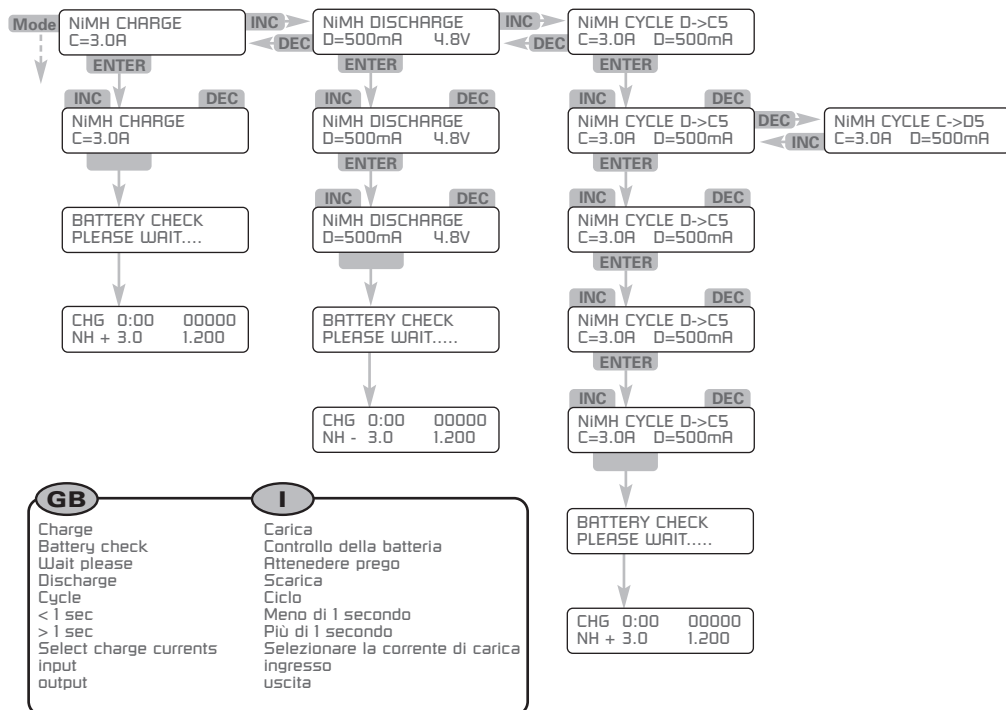 Mode
NiMH CHARGE
C=3.0A
INC
DEC
NiMH DISCHARGE
D=500mA 4.8V
INC
DEC
NiMH CYCLE D->C5
C=3.0A D=500mA
ENTER
ENTER
ENTER
INC DEC
NiMH CHARGE
C=3.0A
INC DEC
NiMH DISCHARGE
D=500mA 4.8V
INC DEC
NiMH CYCLE D->C5
C=3.0A D=500mA
DEC
INC
NiMH CYCLE C->D5
C=3.0A D=500mA
ENTER
ENTER
BATTERY CHECK
PLEASE WAIT....
INC DEC
NiMH DISCHARGE
D=500mA 4.8V
INC DEC
NiMH CYCLE D->C5
C=3.0A D=500mA
ENTER
CHG 0:00 00000
NH + 3.0 1.200
BATTERY CHECK
PLEASE WAIT.....
INC DEC
NiMH CYCLE D->C5
C=3.0A D=500mA
ENTER
CHG 0:00 00000
NH - 3.0 1.200
INC DEC
NiMH CYCLE D->C5
C=3.0A D=500mA
BATTERY CHECK
PLEASE WAIT.....
CHG 0:00 00000
NH + 3.0 1.200
GB
Charge
Battery check
Wait please
Discharge
Cycle
< 1 sec
> 1 sec
Select charge currents
input
output
I
Carica
Controllo della batteria
Attenedere prego
Scarica
Ciclo
Meno di 1 secondo
Più di 1 secondo
Selezionare la corrente di carica
ingresso
uscita